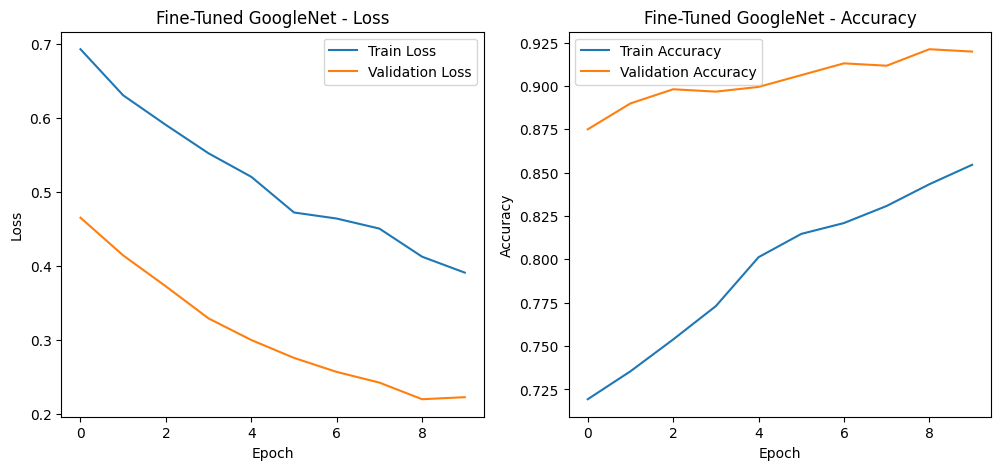 Fine-Tuned GoogleNet - Loss
0.7
0.6
0.5
0.4
0.3
0.2
Loss
Train Loss
Validation Loss
0 2 4 6 8
Epoch
Fine-Tuned GoogleNet - Accuracy
0.925
0.900
0.875
0.850
0.825
0.800
0.775
0.750
0.725
Accuracy
Train Accuracy
Validation Accuracy
0 2 4 6 8
Epoch